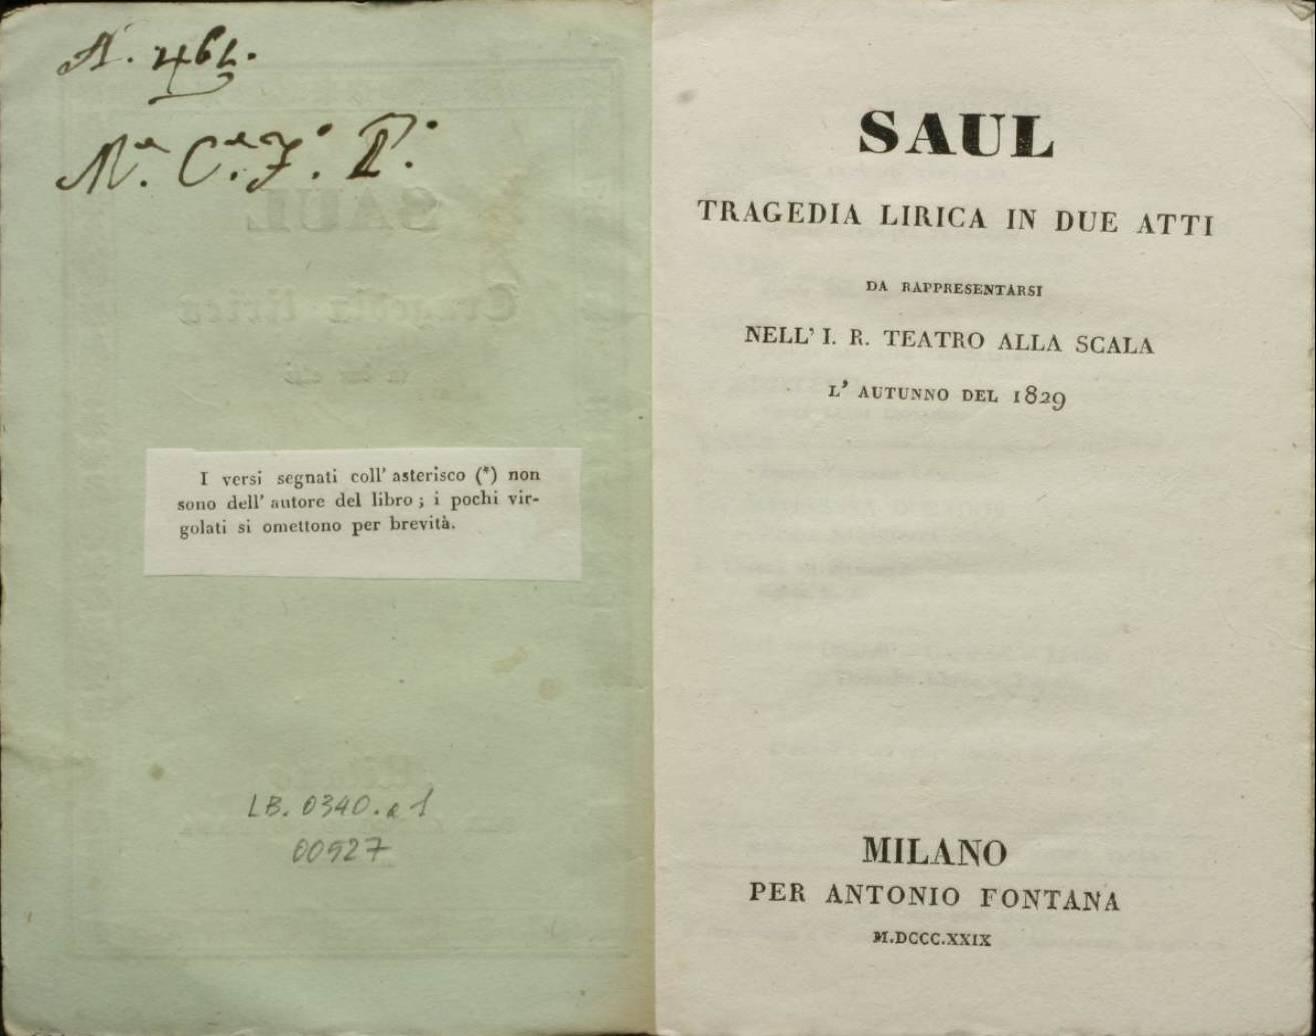 A. 462.
I versi segnati coll' asterisco (*) non
sono dell' autore del libro; i pochi vir-
golati si omettono per brevità.
LB. 0340. a 1
00927
SAUL
TRAGEDIA LIRICA IN DUE ATTI
DA RAPPRESENTARSI
NELL' I. R. TEATRO ALLA SCALA
L' AUTUNNO DEL 1829
MILANO
PER ANTONIO FONTANA
M.DCCC.XXIX